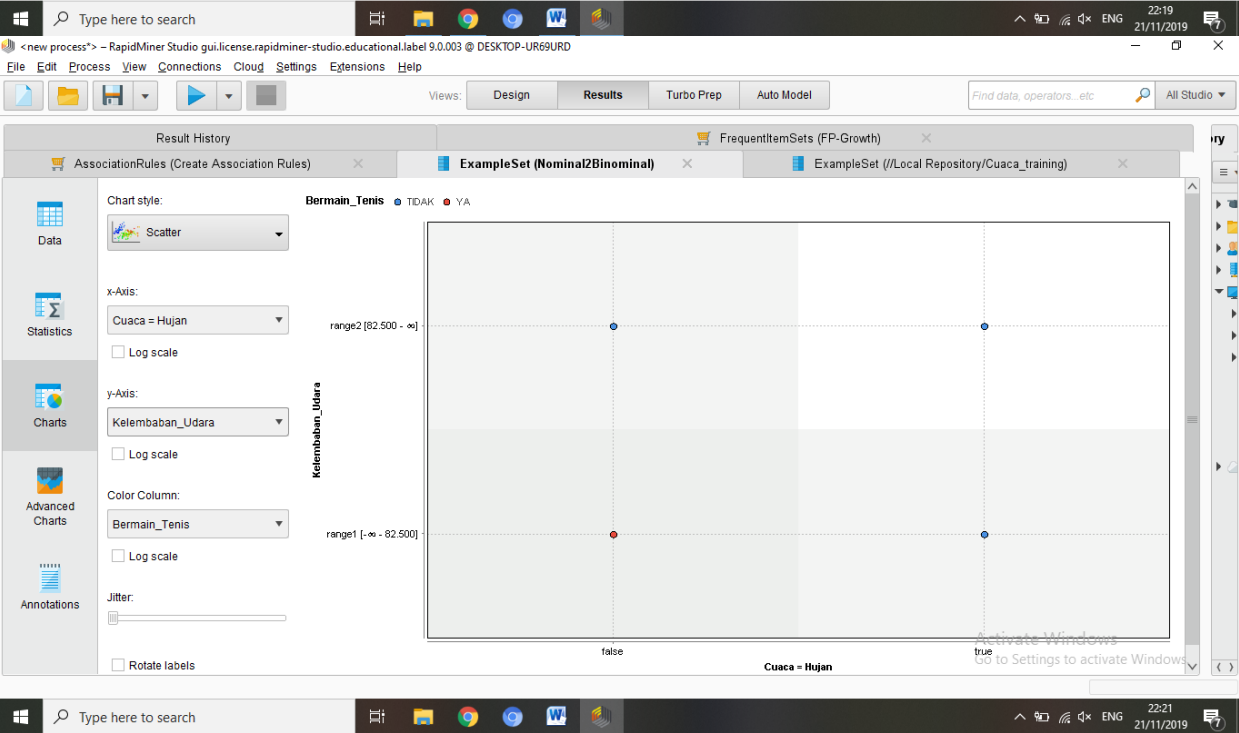 Type here to search
ENG
22:19
21/11/2019
7
<new process*> – RapidMiner Studio gui.license.rapidminer-studio.educational.label 9.0.003 @ DESKTOP-UR69URD
File Edit Process View Connections Cloud Settings Extensions Help
Views: Design Results Turbo Prep Auto Model
Find data, operators...etc
All Studio
Result History
FrequentItemSets (FP-Growth)
ory
AssociationRules (Create Association Rules)
ExampleSet (Nominal2Binominal)
ExampleSet (//Local Repository/Cuaca_training)
Data
Statistics
Charts
Advanced
Charts
Annotations
Chart style:
Scatter
x-Axis:
Cuaca = Hujan
Log scale
y-Axis:
Kelembaban_Udara
Log scale
Color Column:
Bermain_Tenis
Log scale
Jitter:
Rotate labels
Bermain_Tenis TIDAK YA
range2 [82.500 - ∞]
Kelembaban_Udara
range1 [-∞ - 82.500]
false
true
Cuaca = Hujan
Activate Windows
Go to Settings to activate Windows
Type here to search
ENG
22:21
21/11/2019
7